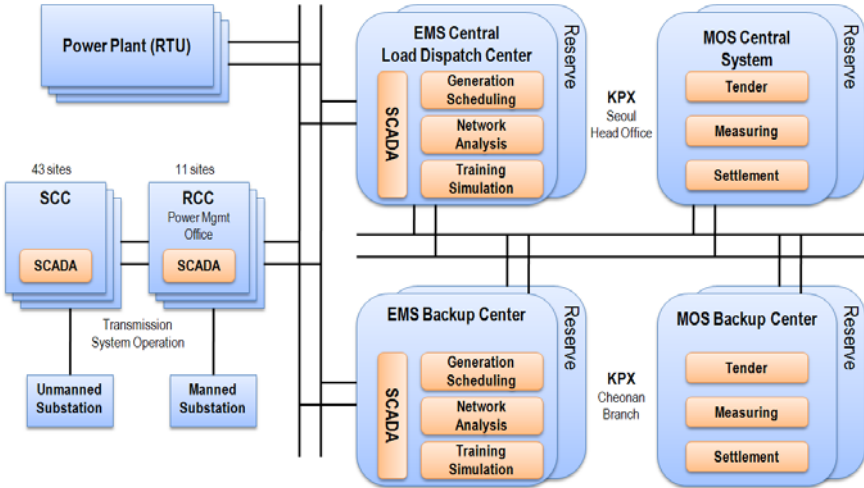 Power Plant (RTU)
43 sites
SCC
SCADA
11 sites
RCC
Power Mgmt
Office
SCADA
Transmission
System Operation
Unmanned
Substation
Manned
Substation
EMS Central
Load Dispatch Center
SCADA
Generation
Scheduling
Network
Analysis
Training
Simulation
Reserve
KPX
Seoul
Head Office
MOS Central
System
Tender
Measuring
Settlement
Reserve
EMS Backup Center
SCADA
Generation
Scheduling
Network
Analysis
Training
Simulation
Reserve
KPX
Cheonan
Branch
MOS Backup Center
Tender
Measuring
Settlement
Reserve